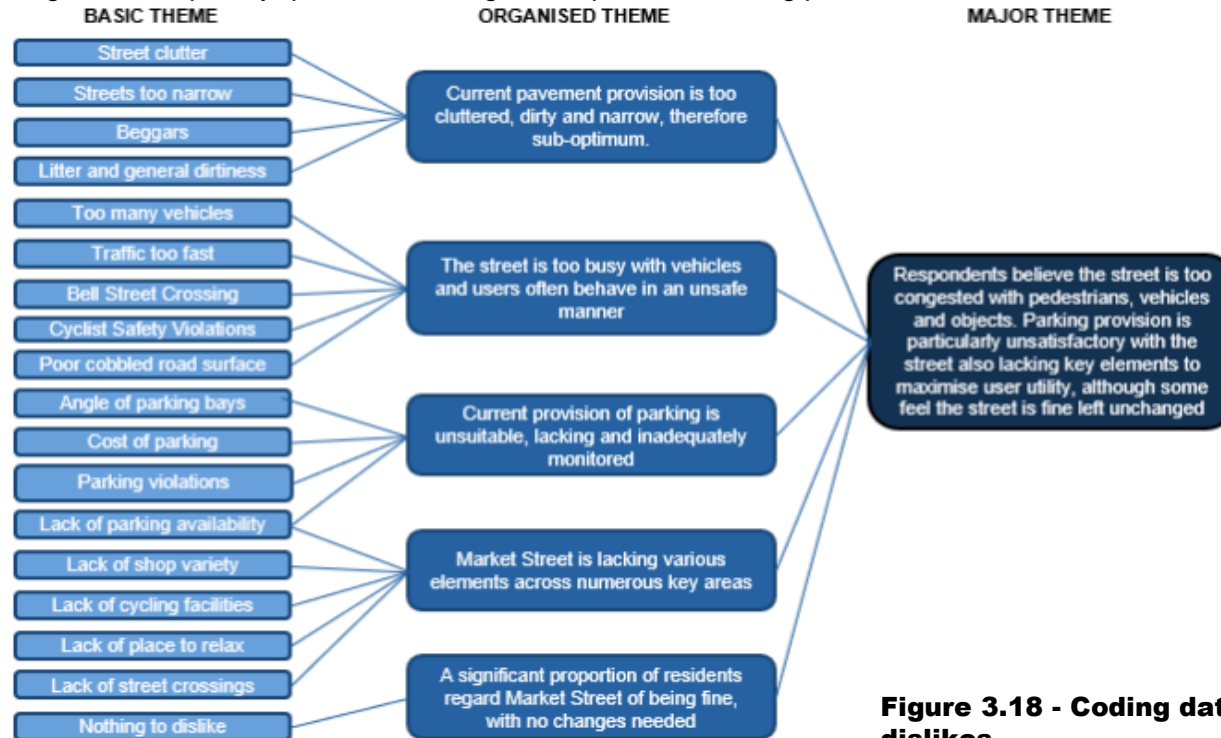 BASIC THEME
ORGANISED THEME
MAJOR THEME
Street clutter
Streets too narrow
Beggars
Litter and general dirtiness
Too many vehicles
Traffic too fast
Bell Street Crossing
Cyclist Safety Violations
Poor cobbled road surface
Angle of parking bays
Cost of parking
Parking violations
Lack of parking availability
Lack of shop variety
Lack of cycling facilities
Lack of place to relax
Lack of street crossings
Nothing to dislike
Current pavement provision is too
cluttered, dirty and narrow, therefore
sub-optimum.
The street is too busy with vehicles
and users often behave in an unsafe
manner
Current provision of parking is
unsuitable, lacking and inadequately
monitored
Market Street is lacking various
elements across numerous key areas
A significant proportion of residents
regard Market Street of being fine,
with no changes needed
Respondents believe the street is too
congested with pedestrians, vehicles
and objects. Parking provision is
particularly unsatisfactory with the
street also lacking key elements to
maximise user utility, although some
feel the street is fine left unchanged
Figure 3.18 - Coding dat